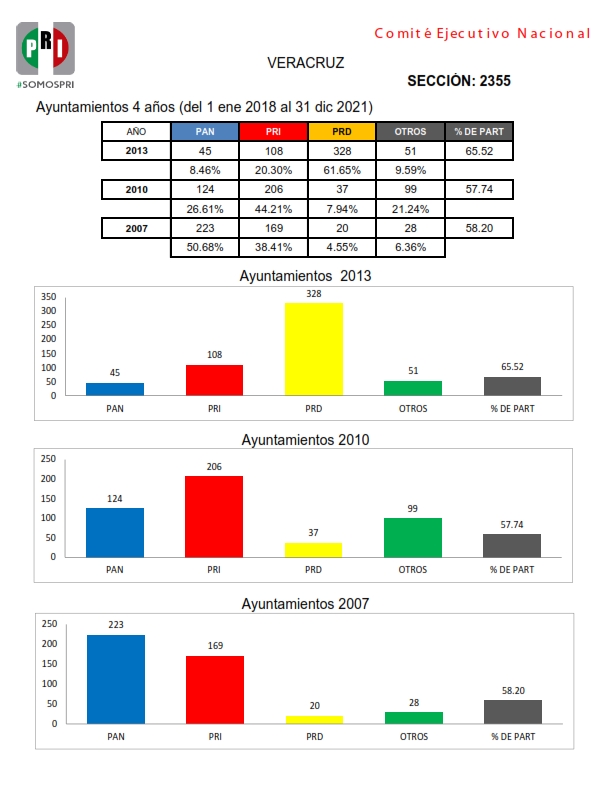 Comité Ejecutivo Nacional
PRI
#SOMOSPRI
VERACRUZ
SECCIÓN: 2355
Ayuntamientos 4 años (del 1 ene 2018 al 31 dic 2021)
AÑO PAN PRI PRD OTROS % DE PART
2013 45 108 328 51 65.52
8.46% 20.30% 61.65% 9.59%
2010 124 206 37 99 57.74
26.61% 44.21% 7.94% 21.24%
2007 223 169 20 28 58.20
50.68% 38.41% 4.55% 6.36%
Ayuntamientos 2013
350
300
250
200
150
100
50
0
45 108 328 51 65.52
PAN PRI PRD OTROS % DE PART
Ayuntamientos 2010
250
200
150
100
50
0
124 206 37 99 57.74
PAN PRI PRD OTROS % DE PART
Ayuntamientos 2007
250
200
150
100
50
0
223 169 20 28 58.20
PAN PRI PRD OTROS % DE PART